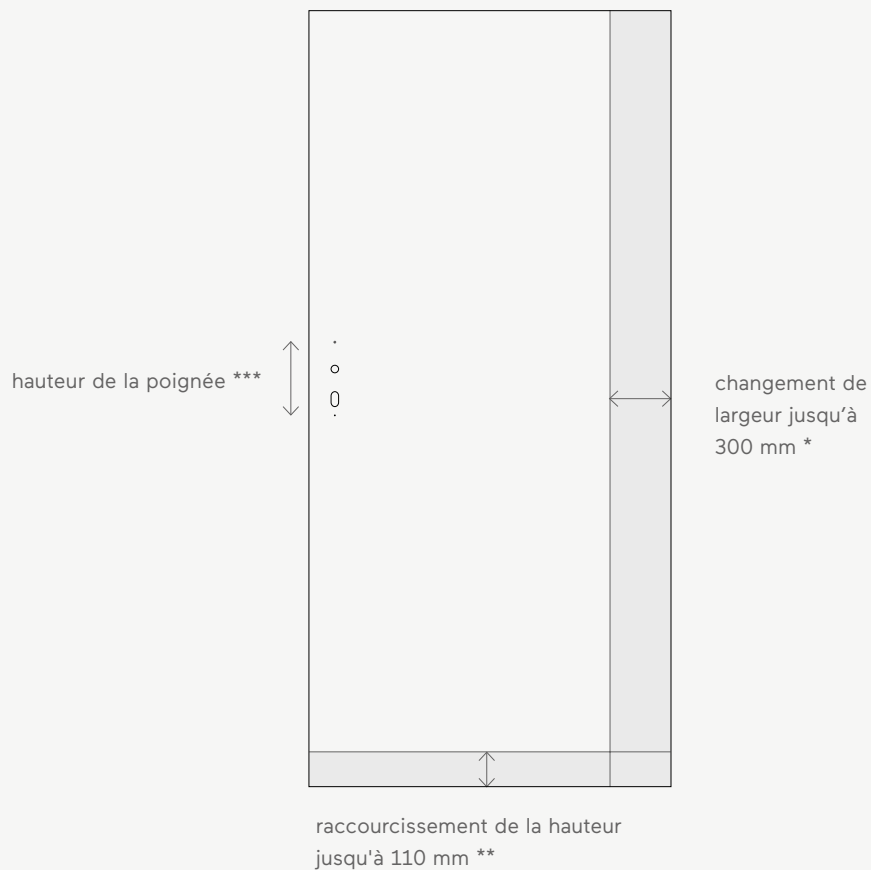 hauteur de la poignée ***
changement de
largeur jusqu’à
300 mm *
raccourcissement de la hauteur
jusqu'à 110 mm **